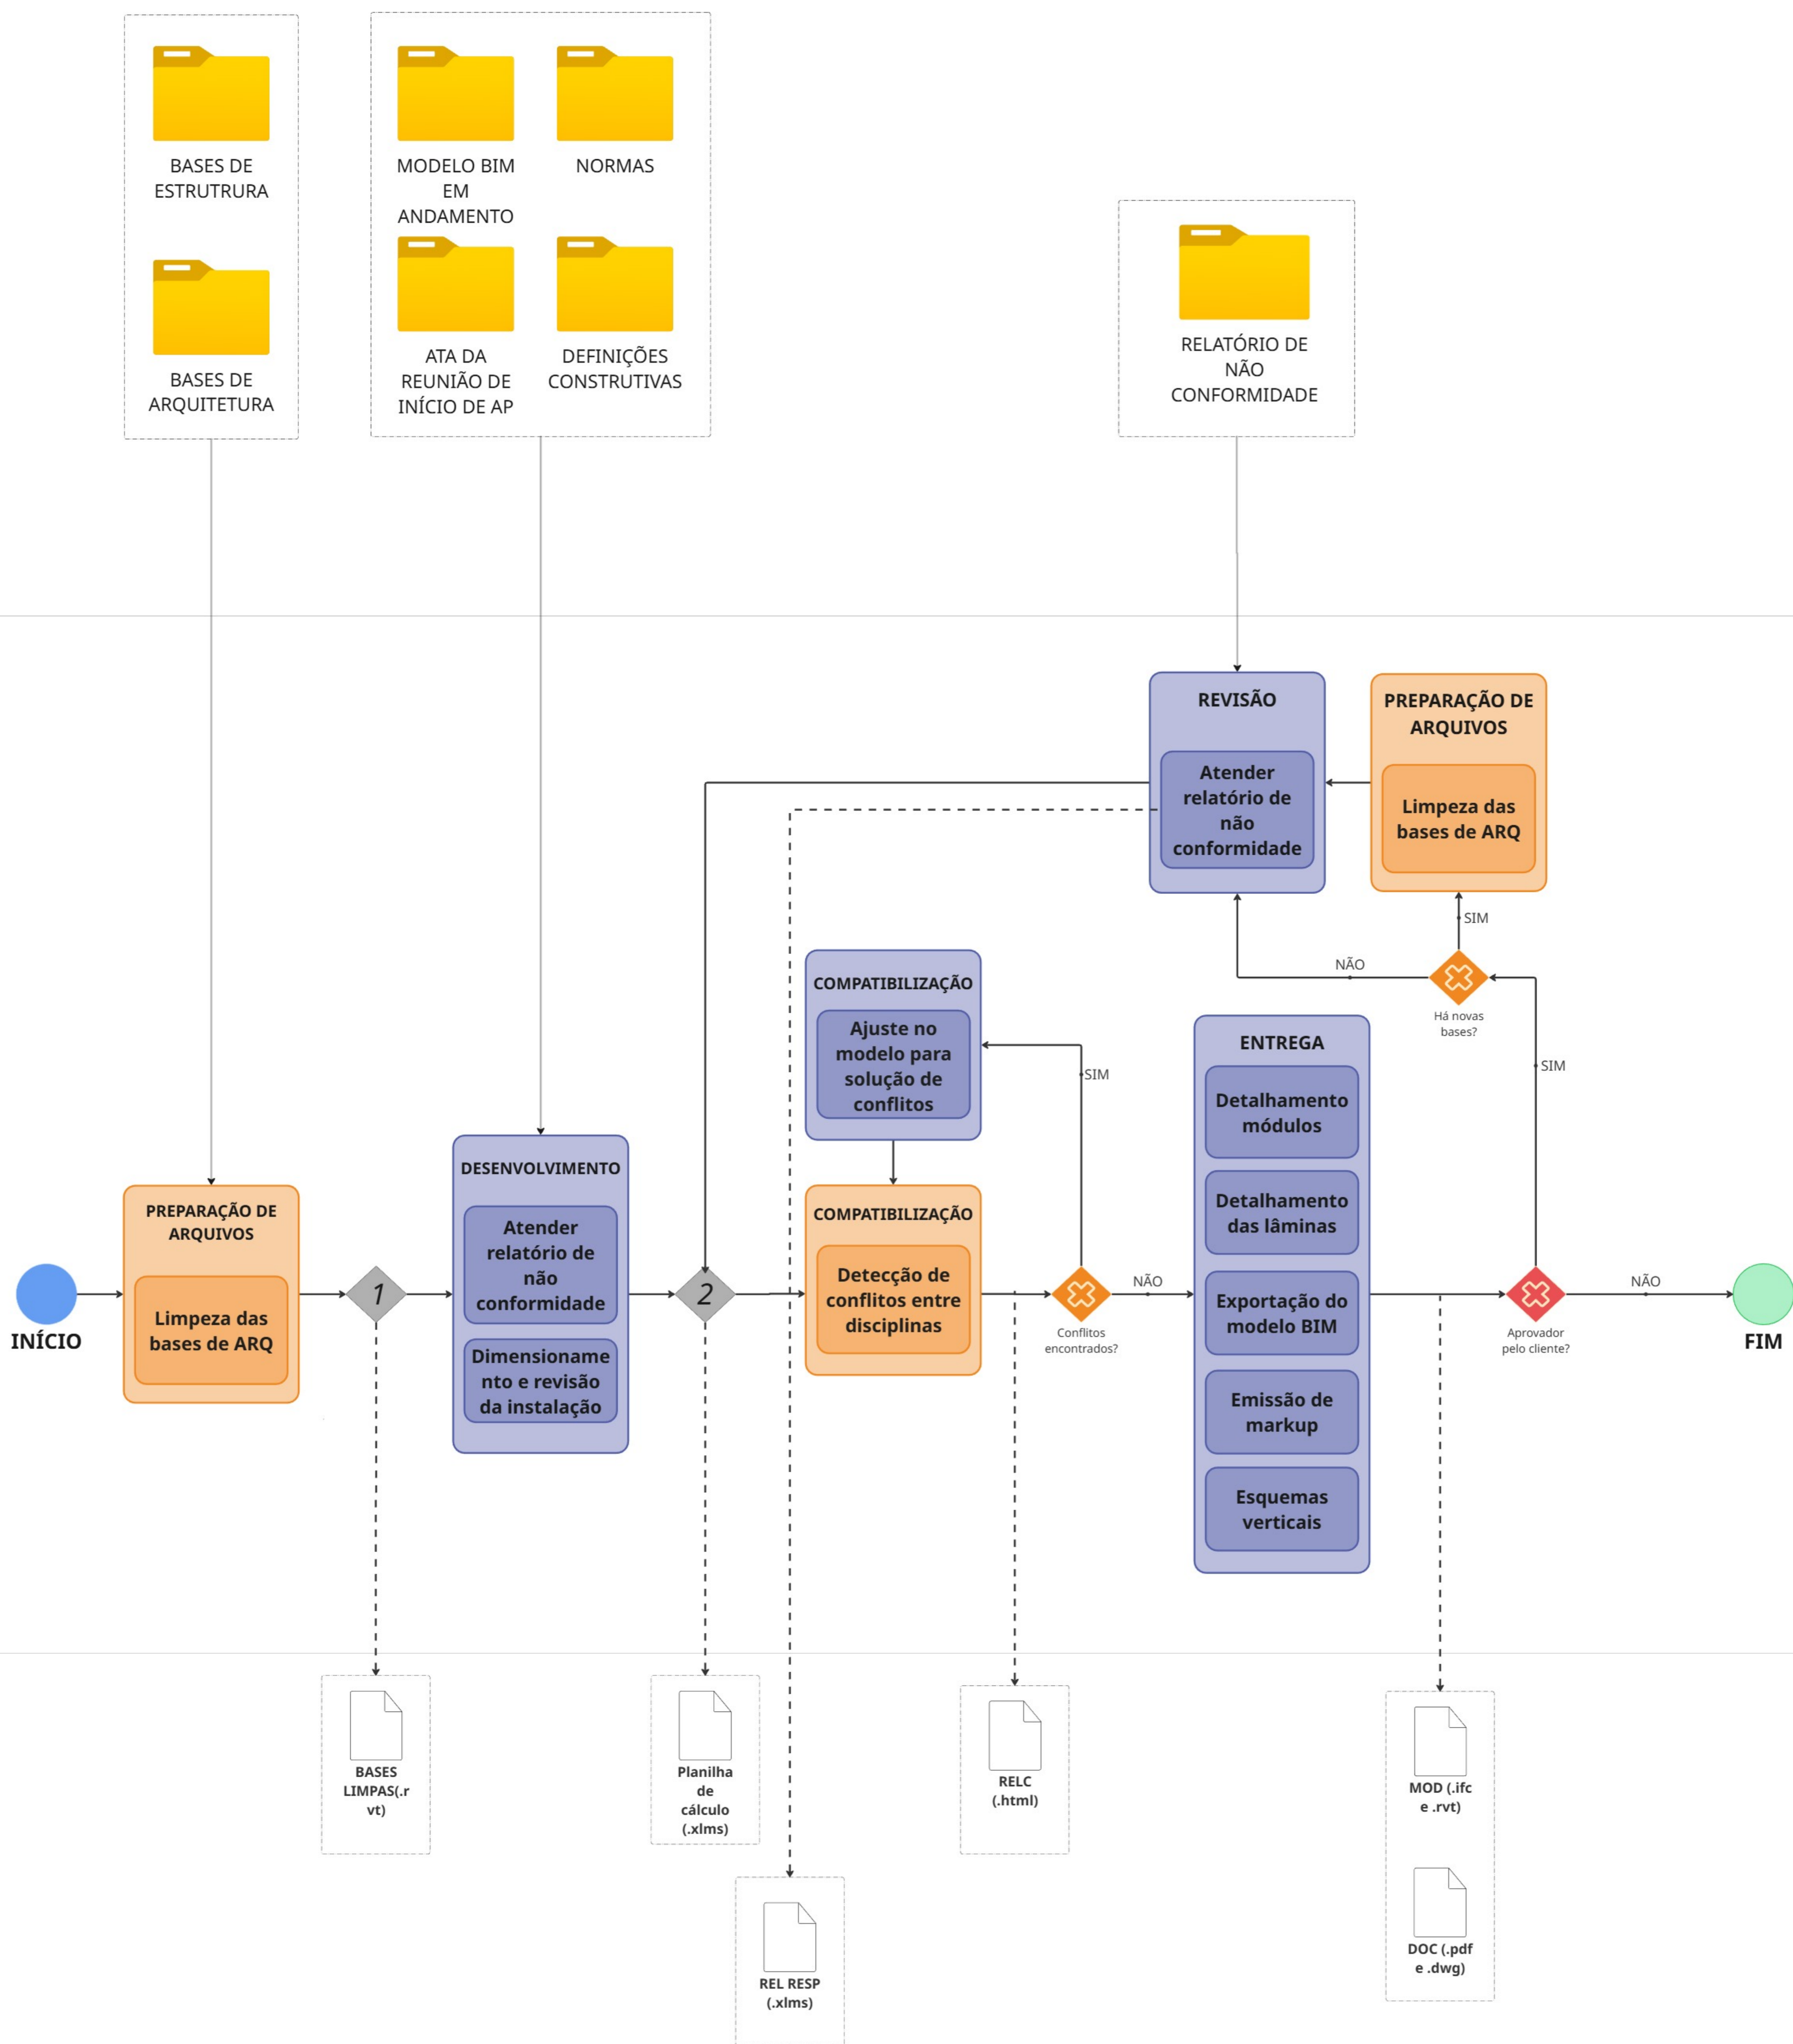 BASES DE
ESTRUTRURA
BASES DE
ARQUITETURA
MODELO BIM
EM
ANDAMENTO
NORMAS
ATA DA
REUNIÃO DE
INÍCIO DE AP
DEFINIÇÕES
CONSTRUTIVAS
RELATÓRIO DE
NÃO
CONFORMIDADE
REVISÃO
Atender
relatório de
não
conformidade
PREPARAÇÃO DE
ARQUIVOS
Limpeza das
bases de ARQ
SIM
NÃO
Há novas
bases?
SIM
COMPATIBILIZAÇÃO
Ajuste no
modelo para
solução de
conflitos
SIM
INÍCIO
PREPARAÇÃO DE
ARQUIVOS
Limpeza das
bases de ARQ
1
DESENVOLVIMENTO
Atender
relatório de
não
conformidade
Dimensioname
nto e revisão
da instalação
2
COMPATIBILIZAÇÃO
Detecção de
conflitos entre
disciplinas
Conflitos
encontrados?
NÃO
ENTREGA
Detalhamento
módulos
Detalhamento
das lâminas
Exportação do
modelo BIM
Emissão de
markup
Esquemas
verticais
Aprovador
pelo cliente?
NÃO
FIM
BASES
LIMPAS(.r
vt)
Planilha
de
cálculo
(.xlms)
REL RESP
(.xlms)
RELC
(.html)
MOD (.ifc
e .rvt)
DOC (.pdf
e .dwg)